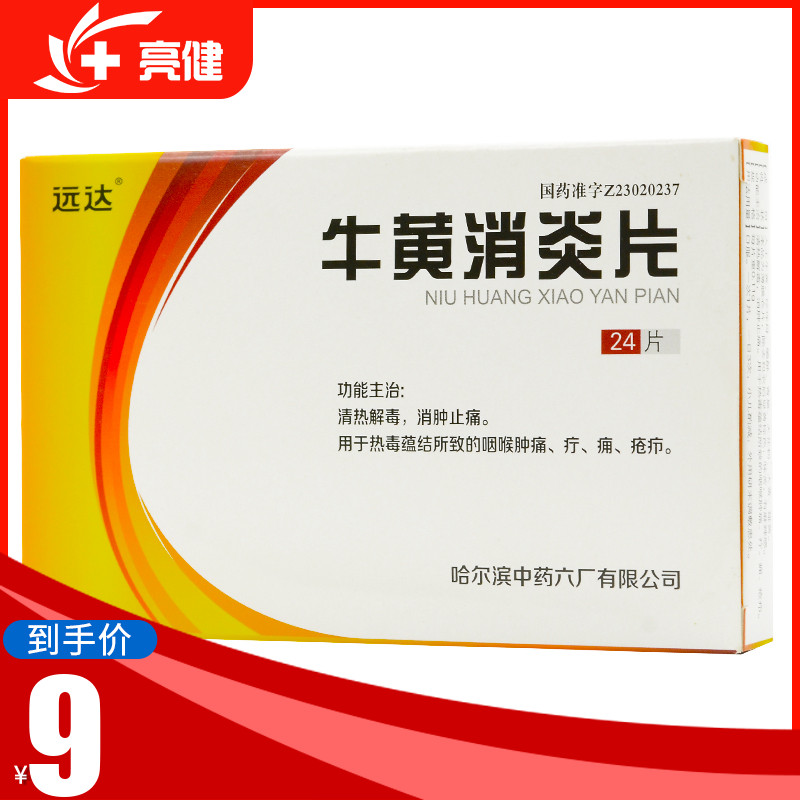 亮健
远达®
国药准字Z23020237
牛黄消炎片
NIU HUANG XIAO YAN PIAN
24片
功能主治:
清热解毒，消肿止痛。
用于热毒蕴结所致的咽喉肿痛、疔、痈、疮疖。
哈尔滨中药六厂有限公司
到手价
¥9